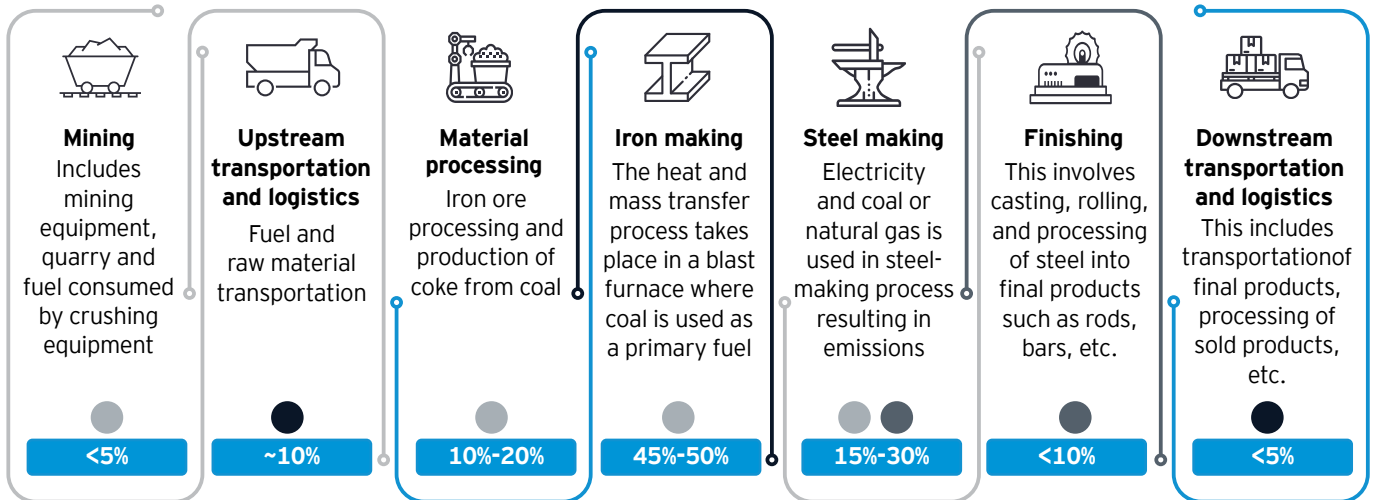 Mining
Includes
mining
equipment,
quarry and
fuel consumed
by crushing
equipment
<5%
Upstream
transportation
and logistics
Fuel and
raw material
transportation
~10%
Material
processing
Iron ore
processing and
production of
coke from coal
10%-20%
Iron making
The heat and
mass transfer
process takes
place in a blast
furnace where
coal is used as
a primary fuel
45%-50%
Steel making
Electricity
and coal or
natural gas is
used in steel-
making process
resulting in
emissions
15%-30%
Finishing
This involves
casting, rolling,
and processing
of steel into
final products
such as rods,
bars, etc.
<10%
Downstream
transportation
and logistics
This includes
transportationof
final products,
processing of
sold products,
etc.
<5%